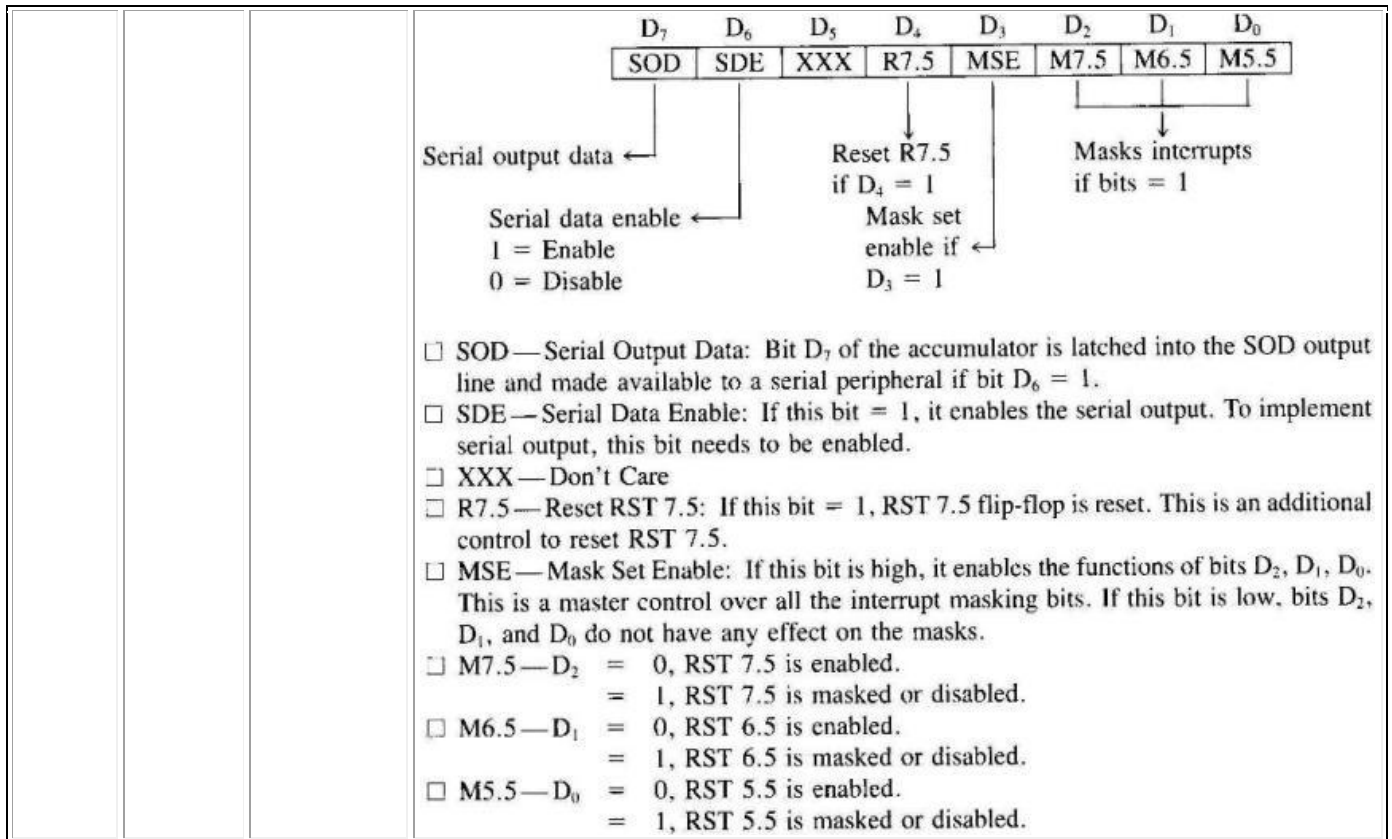 D₇ D₆ D₅ D₄ D₃ D₂ D₁ D₀
SOD SDE XXX R7.5 MSE M7.5 M6.5 M5.5
Serial output data ←
Reset R7.5
if D₄ = 1
Masks interrupts
if bits = 1
Serial data enable ←
1 = Enable
0 = Disable
Mask set
enable if ←
D₃ = 1
□ SOD—Serial Output Data: Bit D₇ of the accumulator is latched into the SOD output
line and made available to a serial peripheral if bit D₆ = 1.
□ SDE—Serial Data Enable: If this bit = 1, it enables the serial output. To implement
serial output, this bit needs to be enabled.
□ XXX—Don't Care
□ R7.5—Reset RST 7.5: If this bit = 1, RST 7.5 flip-flop is reset. This is an additional
control to reset RST 7.5.
□ MSE—Mask Set Enable: If this bit is high, it enables the functions of bits D₂, D₁, D₀.
This is a master control over all the interrupt masking bits. If this bit is low, bits D₂,
D₁, and D₀ do not have any effect on the masks.
□ M7.5—D₂ = 0, RST 7.5 is enabled.
= 1, RST 7.5 is masked or disabled.
□ M6.5—D₁ = 0, RST 6.5 is enabled.
= 1, RST 6.5 is masked or disabled.
□ M5.5—D₀ = 0, RST 5.5 is enabled.
= 1, RST 5.5 is masked or disabled.